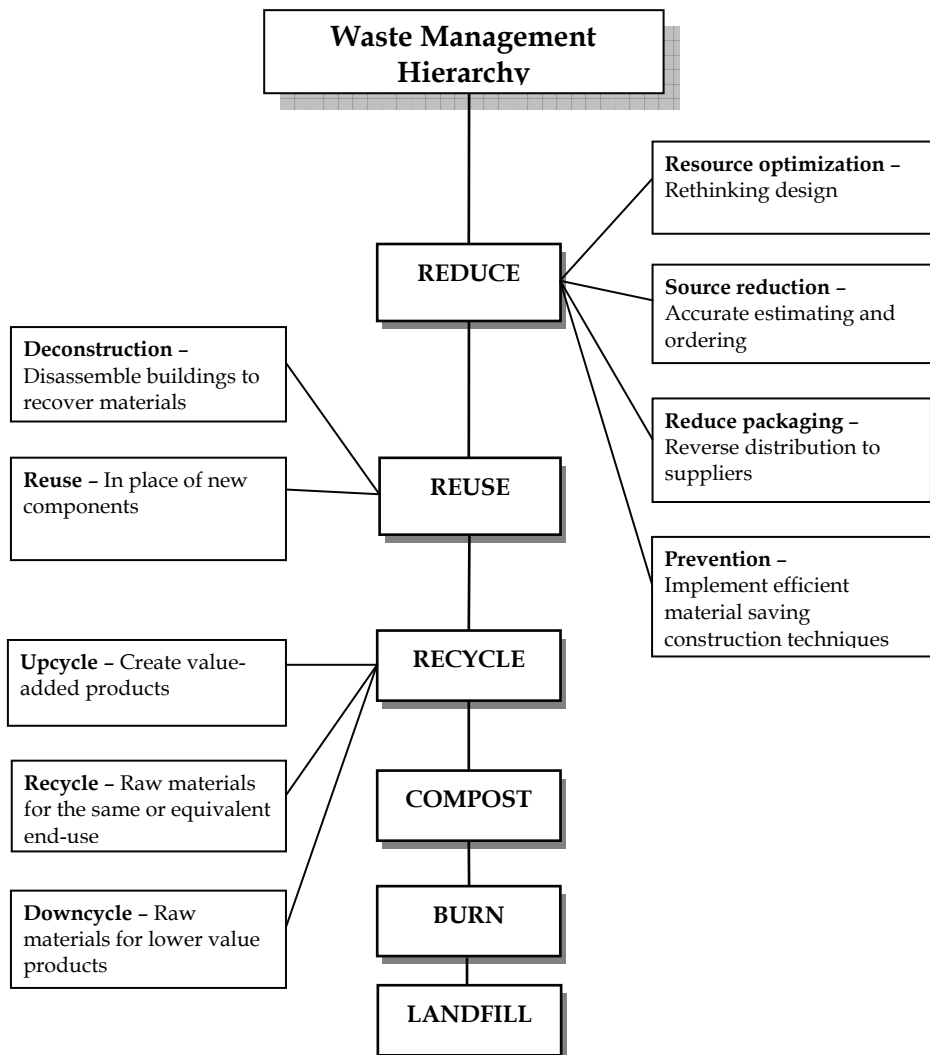 Waste Management
Hierarchy
REDUCE
Resource optimization –
Rethinking design
Source reduction –
Accurate estimating and
ordering
Reduce packaging –
Reverse distribution to
suppliers
Prevention –
Implement efficient
material saving
construction techniques
Deconstruction –
Disassemble buildings to
recover materials
Reuse – In place of new
components
REUSE
RECYCLE
Upcycle – Create value-
added products
Recycle – Raw materials
for the same or equivalent
end-use
Downcycle – Raw
materials for lower value
products
COMPOST
BURN
LANDFILL